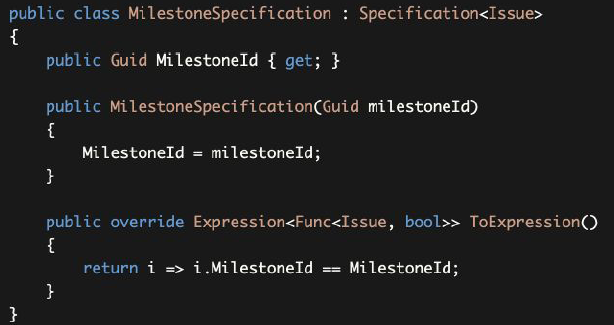 public class MilestoneSpecification : Specification<Issue>
{
    public Guid MilestoneId { get; }
    public MilestoneSpecification(Guid milestoneId)
    {
        MilestoneId = milestoneId;
    }
    public override Expression<Func<Issue, bool>> ToExpression()
    {
        return i => i.MilestoneId == MilestoneId;
    }
}